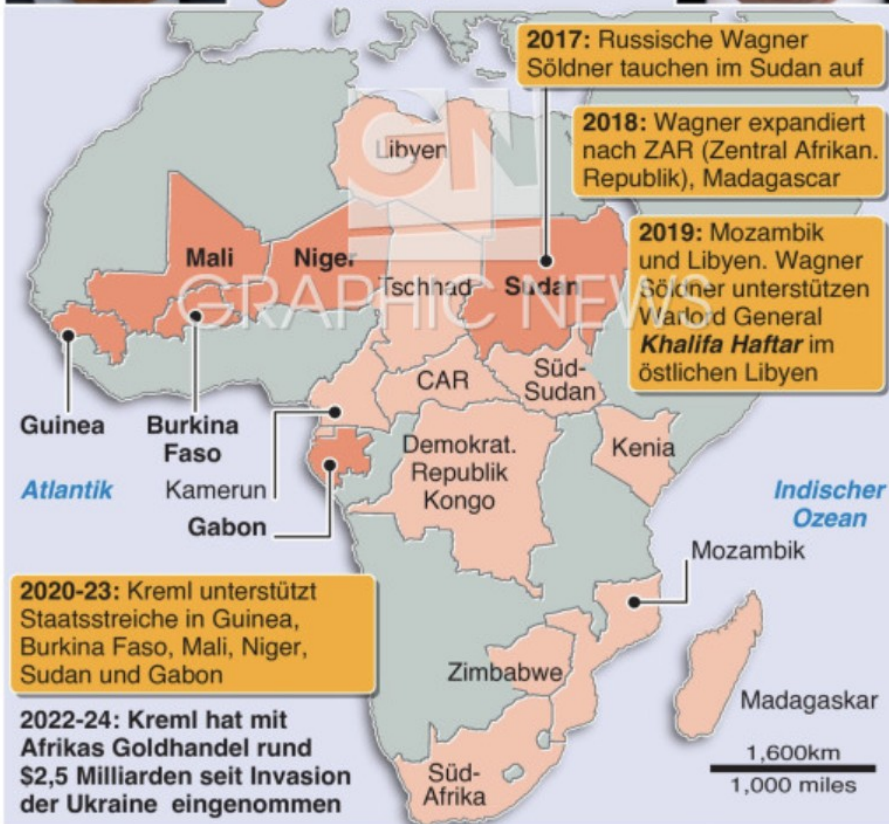 2017: Russische Wagner
Söldner tauchen im Sudan auf
2018: Wagner expandiert
nach ZAR (Zentral Afrikan.
Republik), Madagascar
2019: Mozambik
und Libyen. Wagner
Söldner unterstützen
Warlord General
Khalifa Haftar im
östlichen Libyen
GN
GRAPHIC NEWS
Libyen
Mali
Niger
Tschhad
Sudan
CAR
Süd-
Sudan
Guinea
Burkina
Faso
Demokrat.
Republik
Kongo
Kenia
Atlantik
Kamerun
Gabon
Indischer
Ozean
Mozambik
2020-23: Kreml unterstützt
Staatsstreiche in Guinea,
Burkina Faso, Mali, Niger,
Sudan und Gabon
Zimbabwe
Madagaskar
2022-24: Kreml hat mit
Afrikas Goldhandel rund
$2,5 Milliarden seit Invasion
der Ukraine eingenommen
Süd-
Afrika
1,600km
1,000 miles